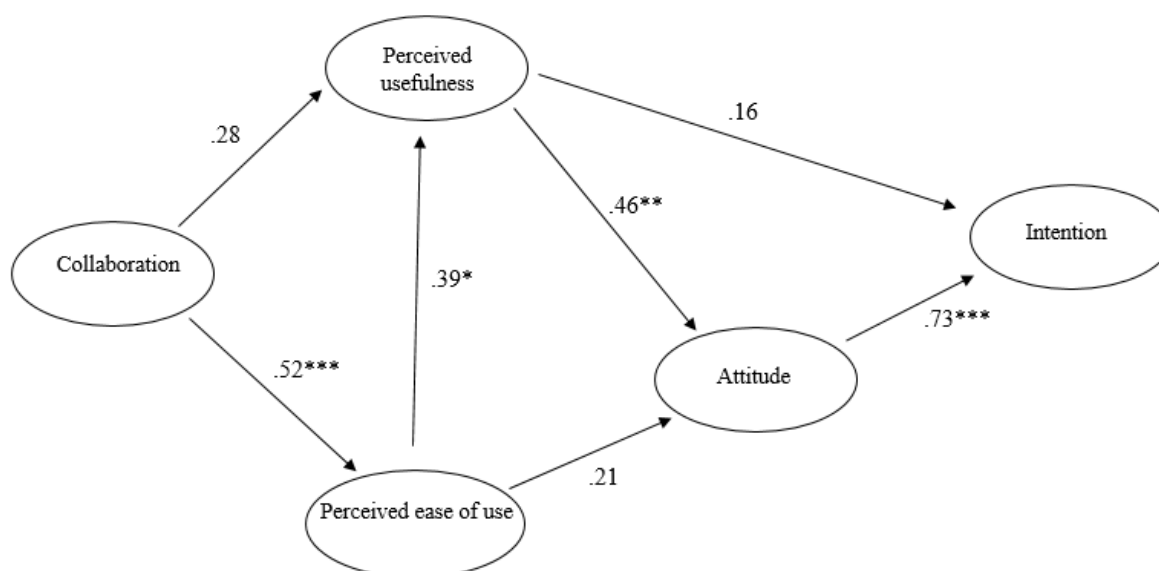 Perceived
usefulness
.16
.28
.46**
Intention
Collaboration
.39*
.73***
.52***
Attitude
.21
Perceived ease of use